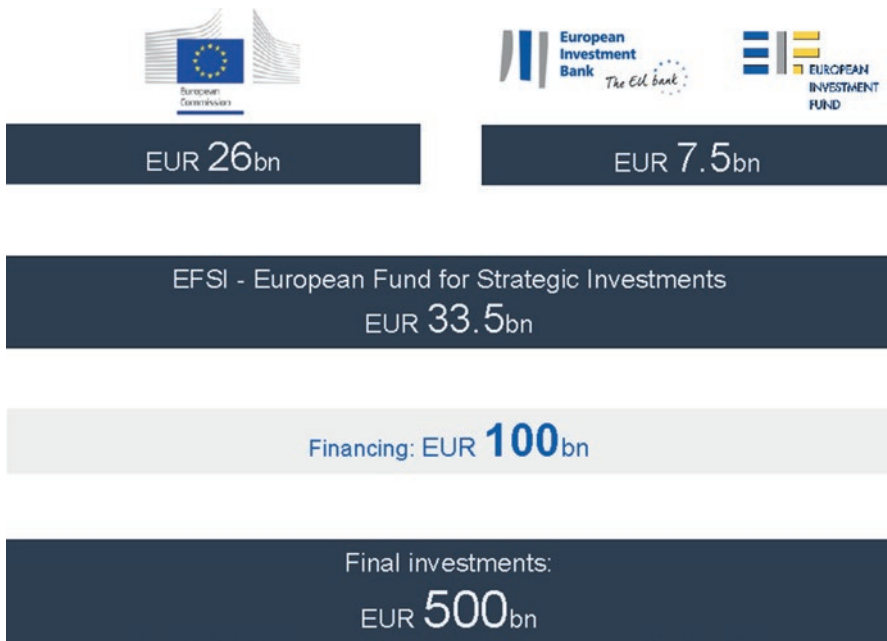 European
Commission
European
Investment
Bank
The EU bank
EUROPEAN
INVESTMENT
FUND
EUR 26bn
EUR 7.5bn
EFSI - European Fund for Strategic Investments
EUR 33.5bn
Financing: EUR 100bn
Final investments:
EUR 500bn